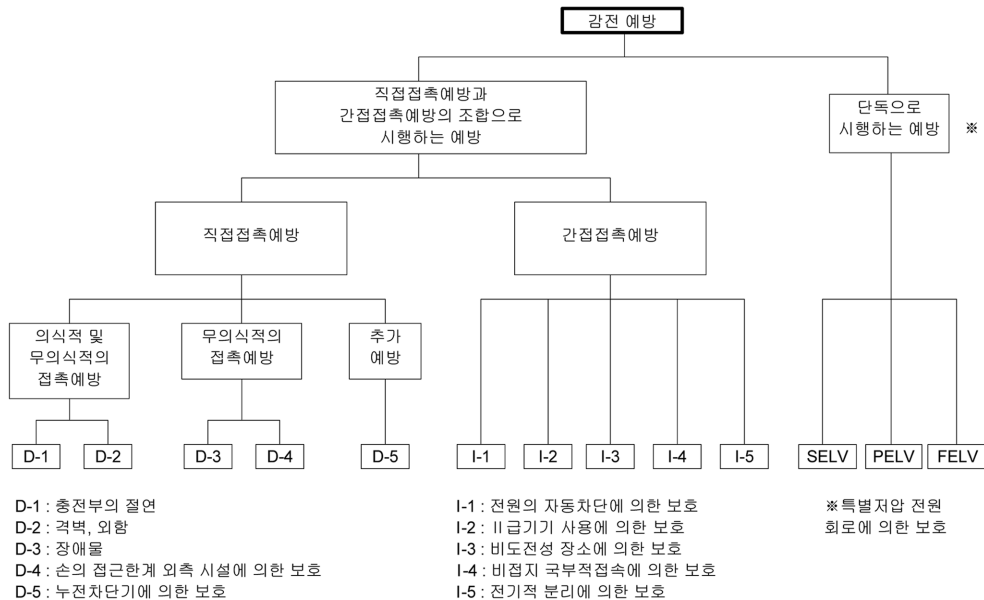 감전 예방
직접접촉예방과
간접접촉예방의 조합으로
시행하는 예방
단독으로
시행하는 예방
※
직접접촉예방
간접접촉예방
의식적 및
무의식적의
접촉예방
무의식적의
접촉예방
추가
예방
D-1
D-2
D-3
D-4
D-5
I-1
I-2
I-3
I-4
I-5
SELV
PELV
FELV
D-1 : 충전부의 절연
D-2 : 격벽, 외함
D-3 : 장애물
D-4 : 손의 접근한계 외측 시설에 의한 보호
D-5 : 누전차단기에 의한 보호
I-1 : 전원의 자동차단에 의한 보호
I-2 : Ⅱ급기기 사용에 의한 보호
I-3 : 비도전성 장소에 의한 보호
I-4 : 비접지 국부적접속에 의한 보호
I-5 : 전기적 분리에 의한 보호
※특별저압 전원
회로에 의한 보호